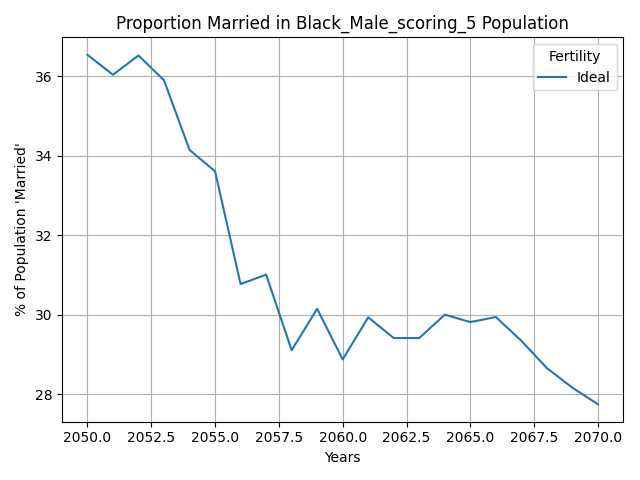 Proportion Married in Black_Male_scoring_5 Population
Fertility
Ideal
% of Population 'Married'
36
34
32
30
28
2050.0 2052.5 2055.0 2057.5 2060.0 2062.5 2065.0 2067.5 2070.0
Years